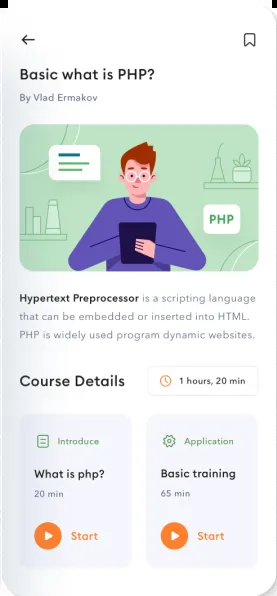 Basic what is PHP?
By Vlad Ermakov
PHP
Hypertext Preprocessor is a scripting language
that can be embedded or inserted into HTML.
PHP is widely used program dynamic websites.
Course Details
1 hours, 20 min
Introduce
What is php?
20 min
Start
Application
Basic training
65 min
Start